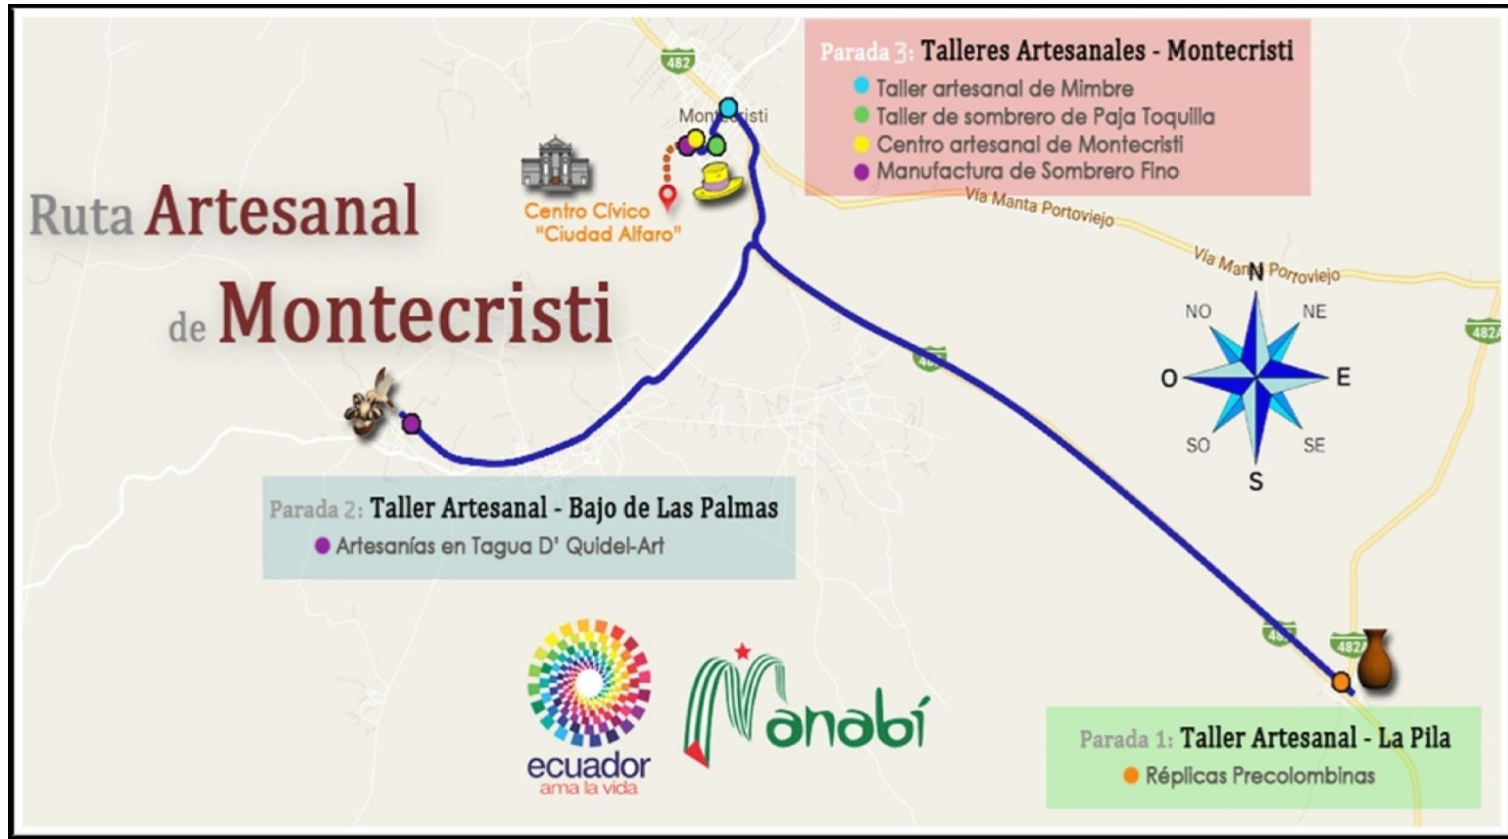 Ruta Artesanal
de Montecristi
482
Montecristi
Centro Cívico
"Ciudad Alfaro"
Parada 3: Talleres Artesanales - Montecristi
Taller artesanal de Mimbre
Taller de sombrero de Paja Toquilla
Centro artesanal de Montecristi
Manufactura de Sombrero Fino
Vía Manta Portoviejo
Vía Manta Porroviejo
N
NO
NE
O
E
SO
SE
S
482A
Parada 2: Taller Artesanal - Bajo de Las Palmas
Artesanías en Tagua D' Quidel-Art
482A
ecuador
ama la vida
Manabí
Parada 1: Taller Artesanal - La Pila
Réplicas Precolombinas